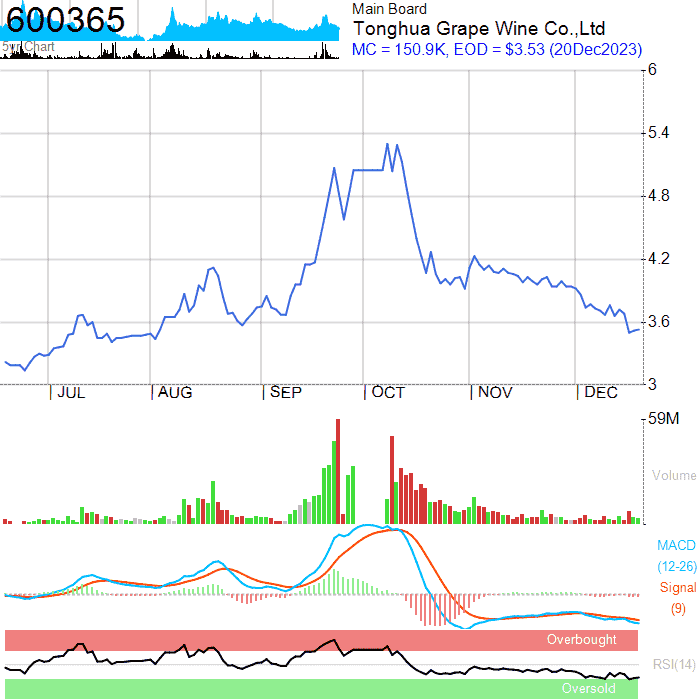 600365
5yr Chart
Main Board
Tonghua Grape Wine Co.,Ltd
MC = 150.9K, EOD = $3.53 (20Dec2023)
6
5.4
4.8
4.2
3.6
3
JUL AUG SEP OCT NOV DEC
59M
Volume
MACD
(12-26)
Signal
(9)
Overbought
RSI(14)
Oversold